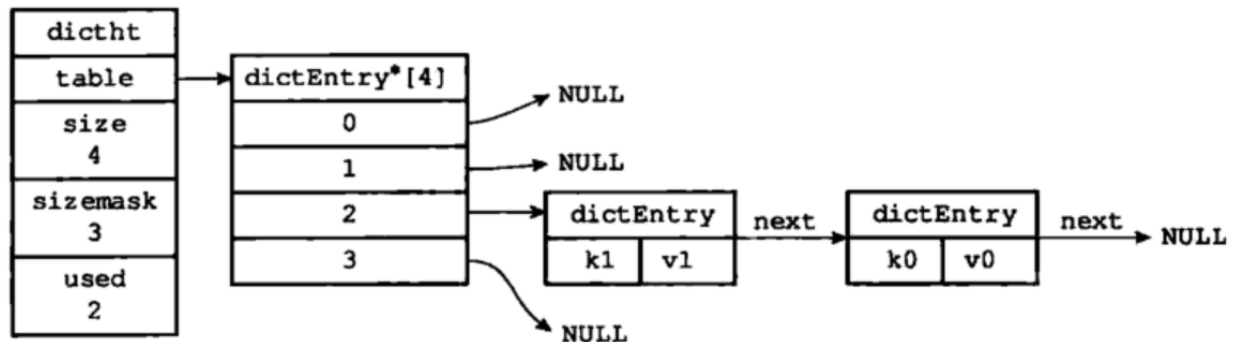 dictht
table
size
4
sizemask
3
used
2
dictEntry*[4]
0
1
2
3
NULL
NULL
dictEntry
k1 v1
next
dictEntry
k0 v0
next
NULL
NULL